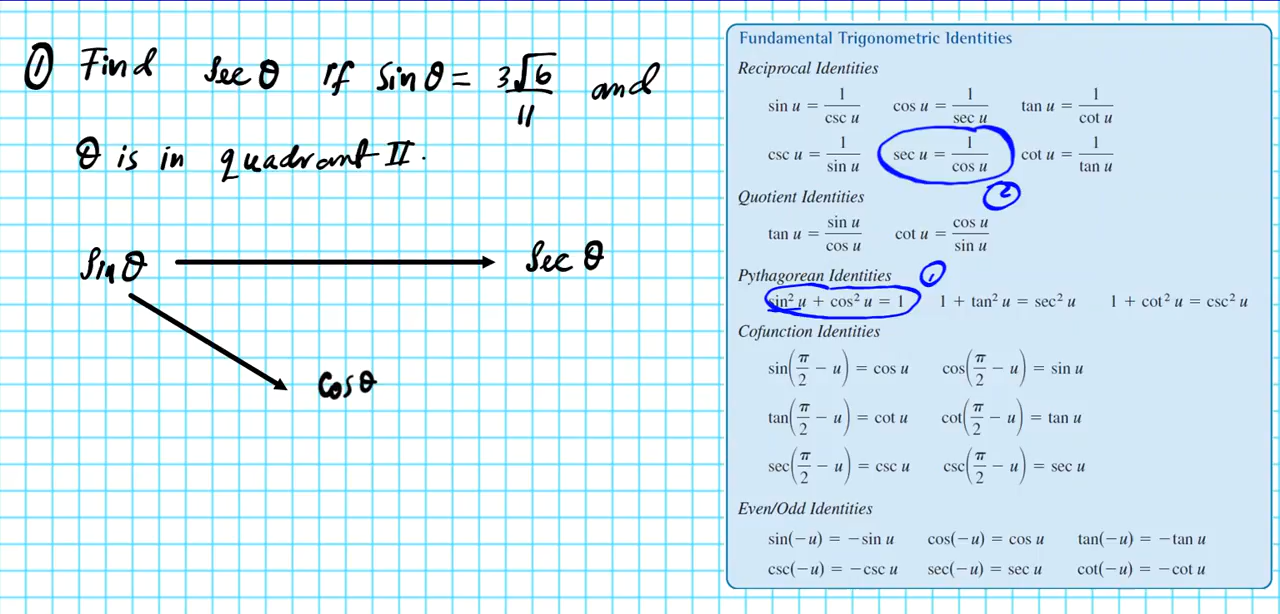 ① Find sec θ if sin θ = 3√6/11 and
θ is in quadrant II.
sin θ → sec θ
cos θ
Fundamental Trigonometric Identities
Reciprocal Identities
sin u = 1/csc u cos u = 1/sec u tan u = 1/cot u
csc u = 1/sin u sec u = 1/cos u cot u = 1/tan u
②
Quotient Identities
tan u = sin u/cos u cot u = cos u/sin u
Pythagorean Identities ①
sin² u + cos² u = 1 1 + tan² u = sec² u 1 + cot² u = csc² u
Cofunction Identities
sin(π/2 − u) = cos u cos(π/2 − u) = sin u
tan(π/2 − u) = cot u cot(π/2 − u) = tan u
sec(π/2 − u) = csc u csc(π/2 − u) = sec u
Even/Odd Identities
sin(−u) = −sin u cos(−u) = cos u tan(−u) = −tan u
csc(−u) = −csc u sec(−u) = sec u cot(−u) = −cot u